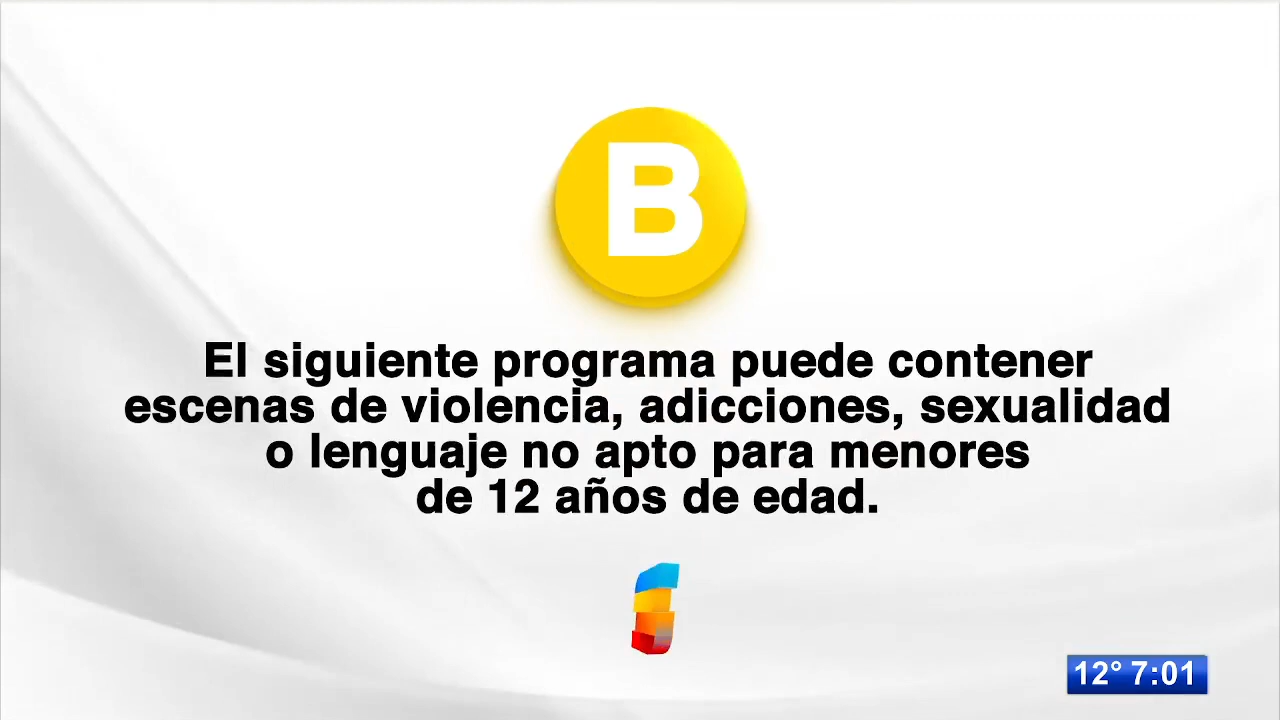 B
El siguiente programa puede contener
escenas de violencia, adicciones, sexualidad
o lenguaje no apto para menores
de 12 años de edad.
12° 7:01